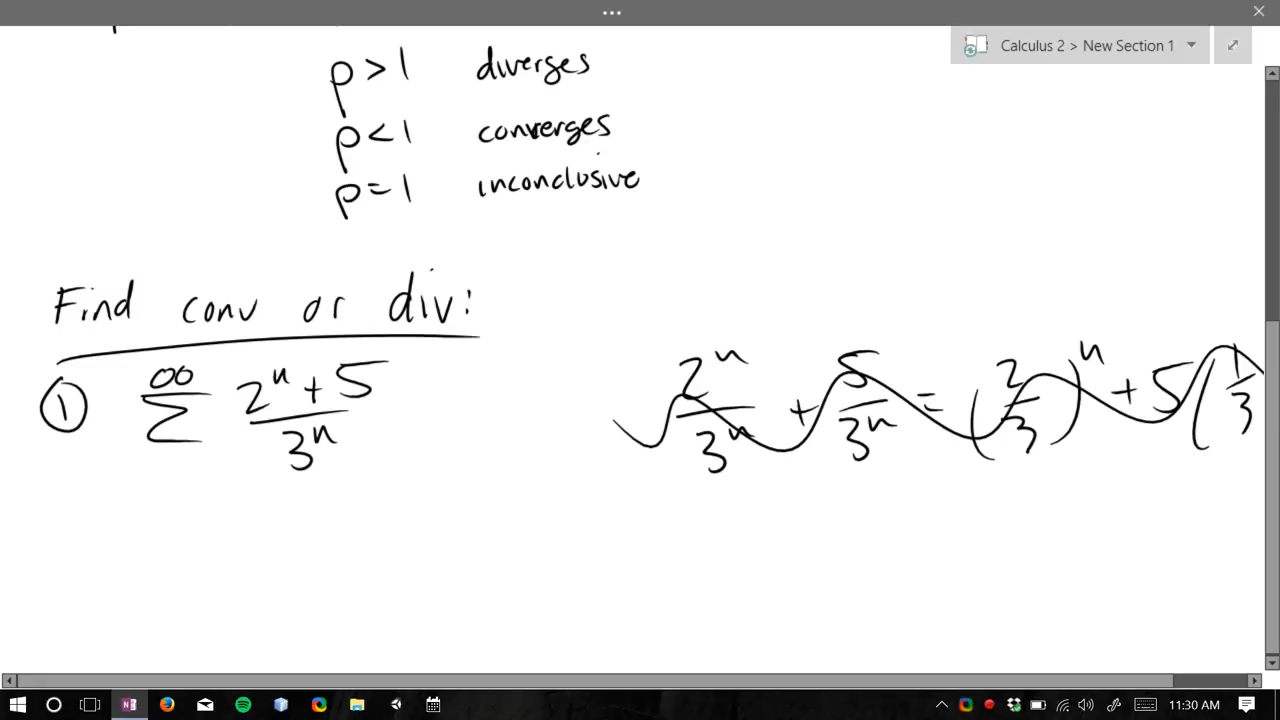 Calculus 2 > New Section 1
p > 1 diverges
p < 1 converges
p = 1 inconclusive
Find conv or div:
① ∞ Σ (2^n + 5)/3^n
2^n/3^n + 5/3^n = (2/3)^n + 5(1/3
11:30 AM